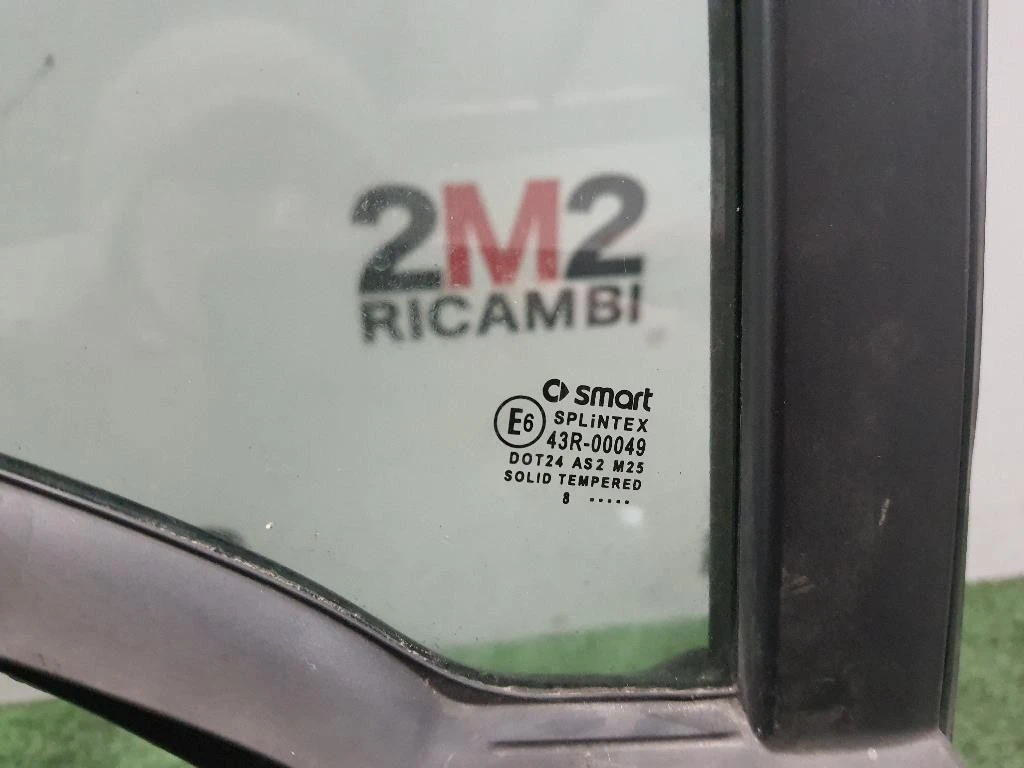 2M2
RICAMBI
smart
E6
SPLiNTEX
43R-00049
DOT24 AS2 M25
SOLID TEMPERED
8 .....